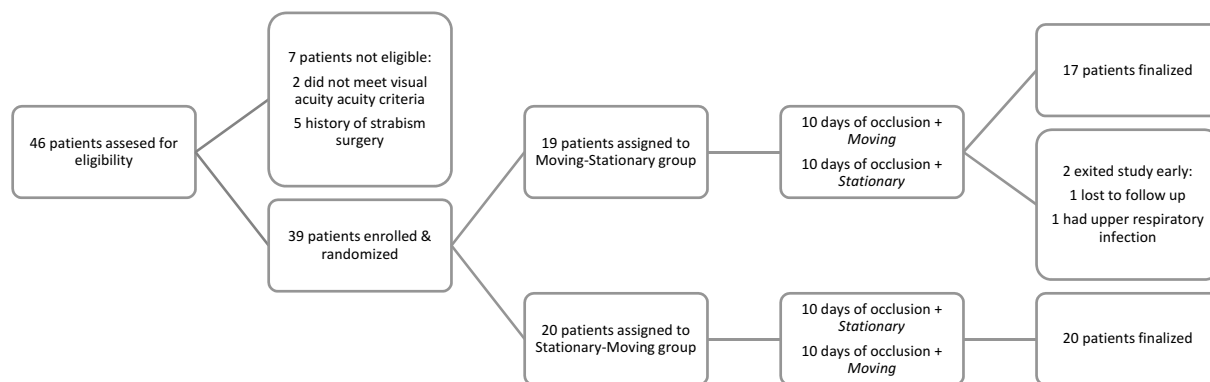 46 patients assesed for
eligibility
7 patients not eligible:
2 did not meet visual
acuity acuity criteria
5 history of strabism
surgery
39 patients enrolled &
randomized
19 patients assigned to
Moving-Stationary group
10 days of occlusion +
Moving
10 days of occlusion +
Stationary
17 patients finalized
2 exited study early:
1 lost to follow up
1 had upper respiratory
infection
20 patients assigned to
Stationary-Moving group
10 days of occlusion +
Stationary
10 days of occlusion +
Moving
20 patients finalized